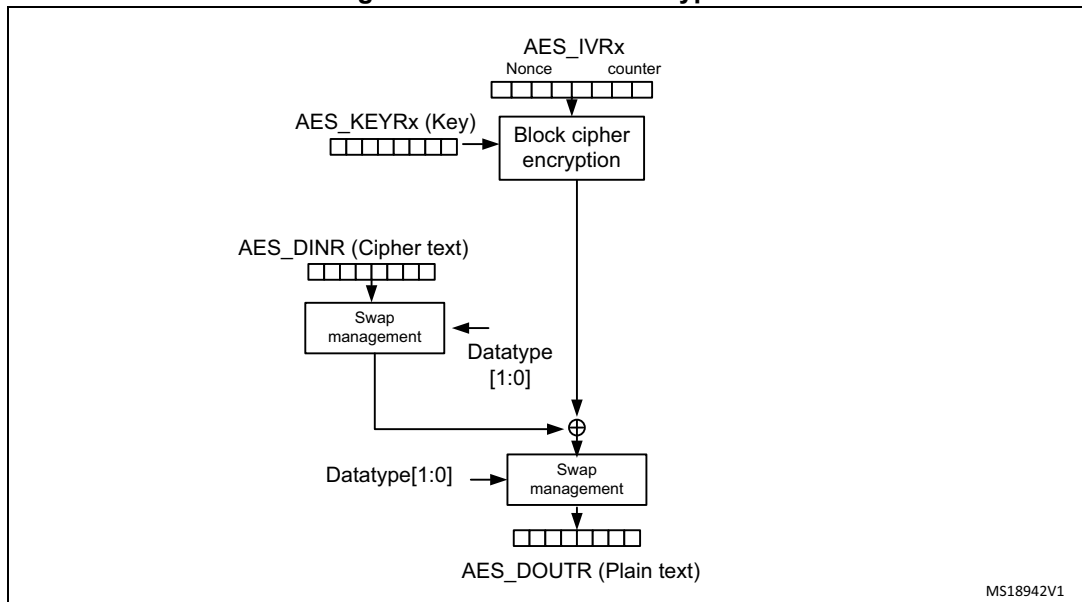 AES_IVRx
Nonce counter
AES_KEYRx (Key)
Block cipher
encryption
AES_DINR (Cipher text)
Swap
management
Datatype
[1:0]
Datatype[1:0]
Swap
management
AES_DOUTR (Plain text)
MS18942V1